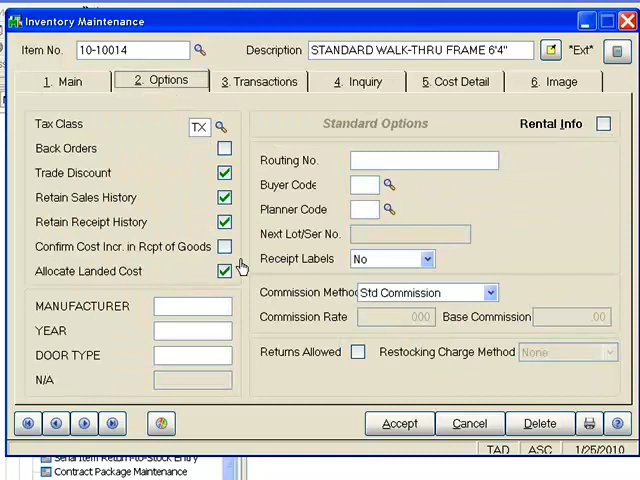 Inventory Maintenance
Item No. 10-10014 Description STANDARD WALK-THRU FRAME 6'4" *Ext*
1. Main 2. Options 3. Transactions 4. Inquiry 5. Cost Detail 6. Image
Tax Class TX
Back Orders
Trade Discount
Retain Sales History
Retain Receipt History
Confirm Cost Incr. in Rcpt of Goods
Allocate Landed Cost
MANUFACTURER
YEAR
DOOR TYPE
N/A
Standard Options Rental Info
Routing No.
Buyer Code
Planner Code
Next Lot/Ser No.
Receipt Labels No
Commission Method Std Commission
Commission Rate 000 Base Commission .00
Returns Allowed Restocking Charge Method None
Accept Cancel Delete
TAD ASC 1/25/2010
Serial Item Return-to-Stock Entry
Contract Package Maintenance